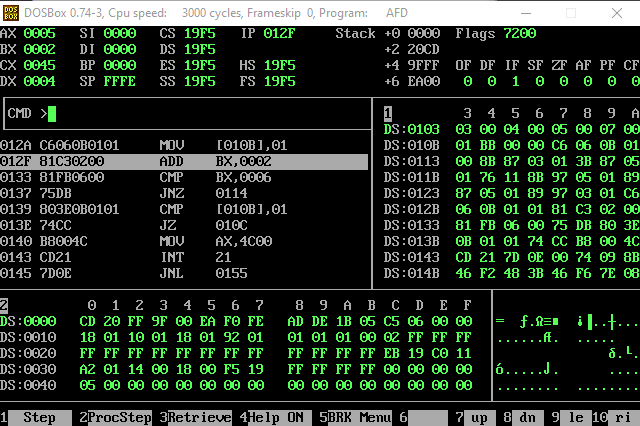 DOSBox 0.74-3, Cpu speed: 3000 cycles, Frameskip 0, Program: AFD
AX 0005 SI 0000 CS 19F5 IP 012F Stack +0 0000 Flags 7200
BX 0002 DI 0000 DS 19F5 +2 20CD
CX 0045 BP 0000 ES 19F5 HS 19F5 +4 9FFF OF DF IF SF ZF AF PF CF
DX 0004 SP FFFE SS 19F5 FS 19F5 +6 EA00 0 0 1 0 0 0 0 0
CMD > 1 3 4 5 6 7 8 9 A
DS:0103 03 00 04 00 05 00 07 00
012A C6060B0101 MOV [010B],01 DS:010B 01 BB 00 00 C6 06 0B 01
012F 81C30200 ADD BX,0002 DS:0113 00 8B 87 03 01 3B 87 05
0133 81FB0600 CMP BX,0006 DS:011B 01 76 11 8B 97 05 01 89
0137 75DB JNZ 0114 DS:0123 87 05 01 89 97 03 01 C6
0139 803E0B0101 CMP [010B],01 DS:012B 06 0B 01 01 81 C3 02 00
013E 74CC JZ 010C DS:0133 81 FB 06 00 75 DB 80 3E
0140 B8004C MOV AX,4C00 DS:013B 0B 01 01 74 CC B8 00 4C
0143 CD21 INT 21 DS:0143 CD 21 7D 0E 00 74 09 8B
0145 7D0E JNL 0155 DS:014B 46 F2 48 3B 46 F6 7E 08
2 0 1 2 3 4 5 6 7 8 9 A B C D E F
DS:0000 CD 20 FF 9F 00 EA F0 FE AD DE 1B 05 C5 06 00 00
DS:0010 18 01 10 01 18 01 92 01 01 01 01 00 02 FF FF FF
DS:0020 FF FF FF FF FF FF FF FF FF FF FF FF EB 19 C0 11
DS:0030 A2 01 14 00 18 00 F5 19 FF FF FF FF 00 00 00 00
DS:0040 05 00 00 00 00 00 00 00 00 00 00 00 00 00 00 00
1 Step 2 ProcStep 3 Retrieve 4 Help ON 5 BRK Menu 6 7 up 8 dn 9 le 10 ri